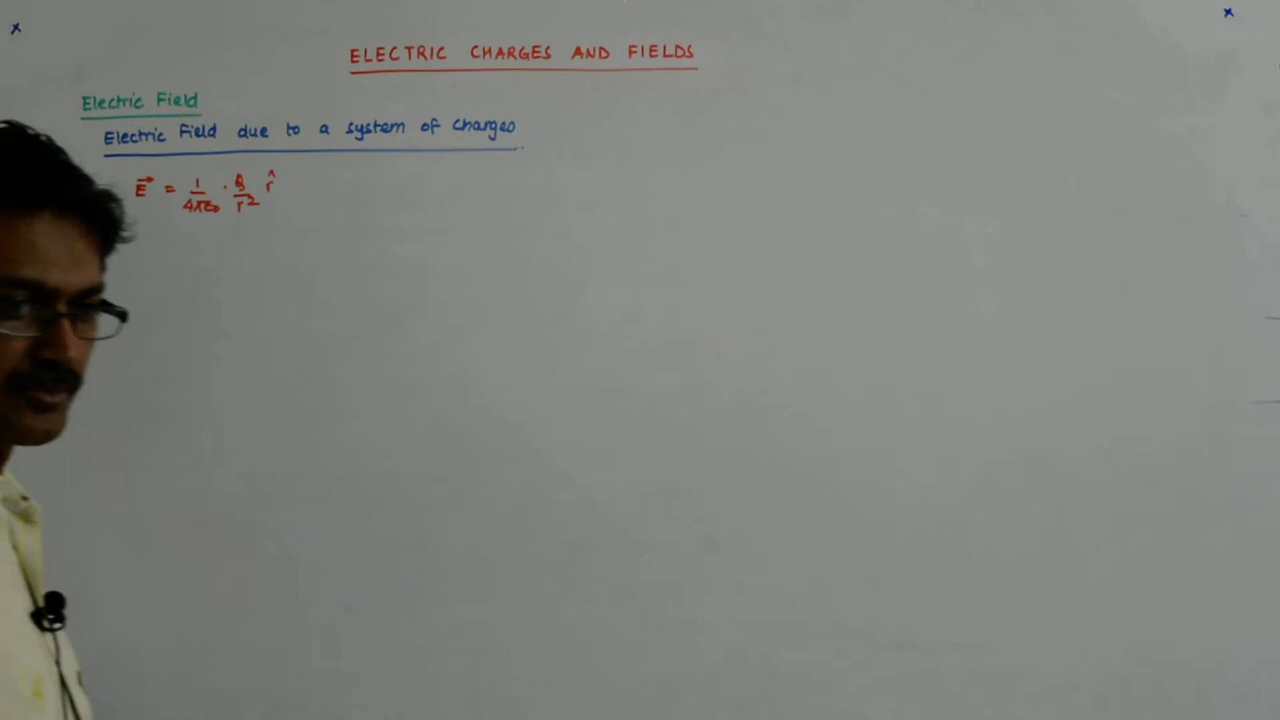 ELECTRIC CHARGES AND FIELDS
Electric Field
Electric Field due to a system of charges
E⃗ = 1/4πε₀ · Q/r² r̂